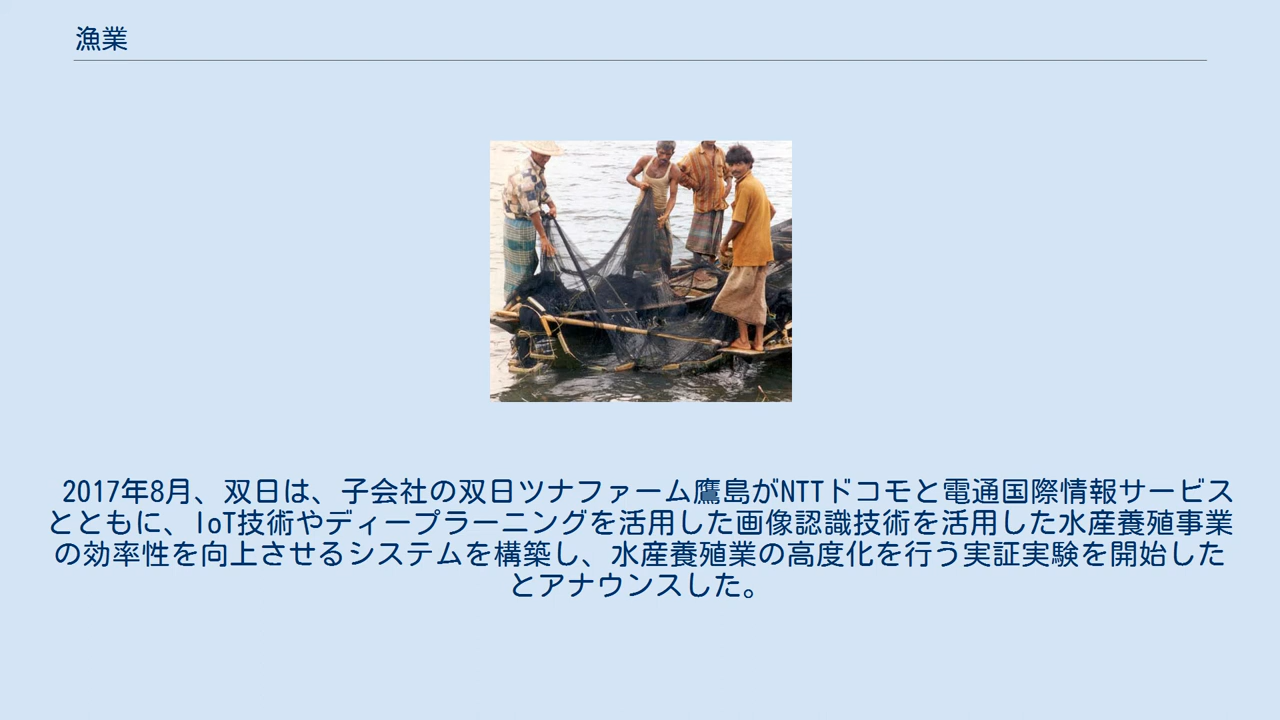 漁業
2017年8月、双日は、子会社の双日ツナファーム鷹島がNTTドコモと電通国際情報サービス
とともに、IoT技術やディープラーニングを活用した画像認識技術を活用した水産養殖事業
の効率性を向上させるシステムを構築し、水産養殖業の高度化を行う実証実験を開始した
とアナウンスした。